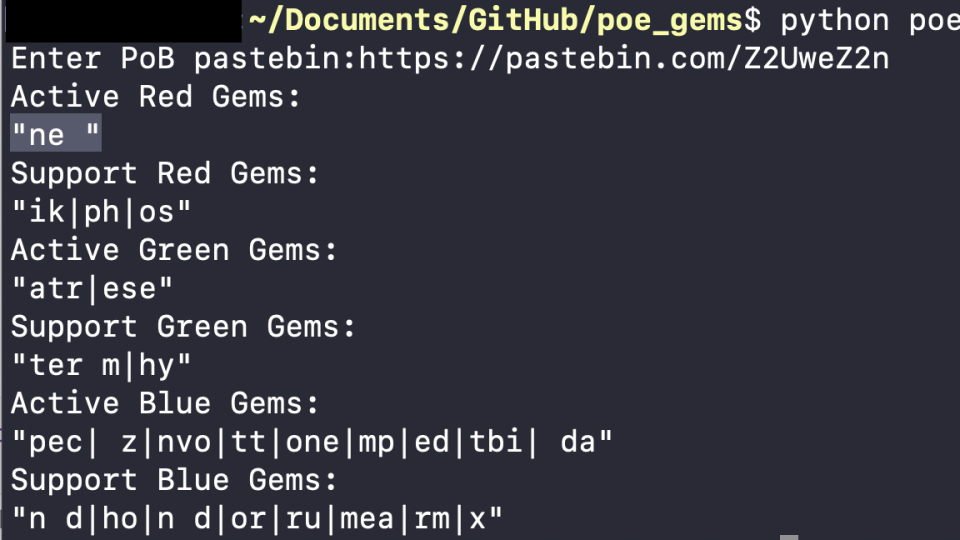 ~/Documents/GitHub/poe_gems$ python poe
Enter PoB pastebin:https://pastebin.com/Z2UweZ2n
Active Red Gems:
"ne "
Support Red Gems:
"ik|ph|os"
Active Green Gems:
"atr|ese"
Support Green Gems:
"ter m|hy"
Active Blue Gems:
"pec| z|nvo|tt|one|mp|ed|tbi| da"
Support Blue Gems:
"n d|ho|n d|or|ru|mea|rm|x"